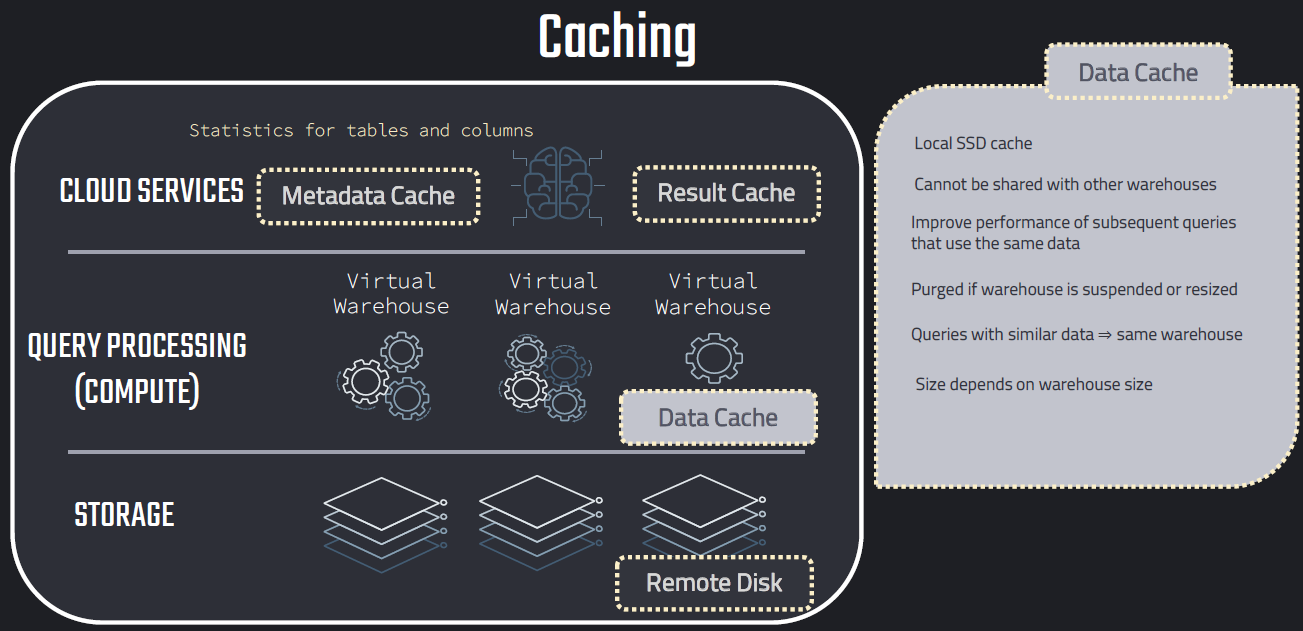 Caching
Statistics for tables and columns
CLOUD SERVICES
Metadata Cache
Result Cache
Virtual
Warehouse
Virtual
Warehouse
Virtual
Warehouse
QUERY PROCESSING
(COMPUTE)
Data Cache
STORAGE
Remote Disk
Data Cache
Local SSD cache
Cannot be shared with other warehouses
Improve performance of subsequent queries
that use the same data
Purged if warehouse is suspended or resized
Queries with similar data ⇒ same warehouse
Size depends on warehouse size